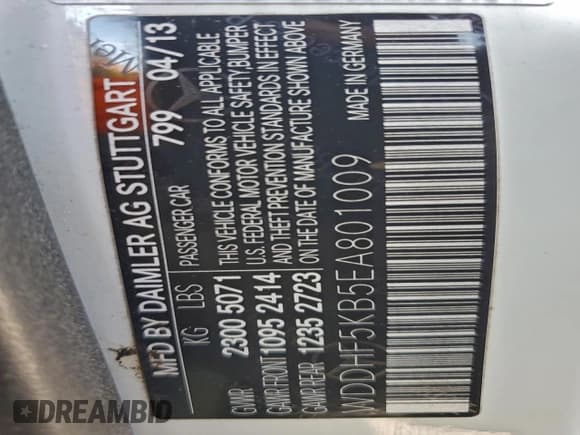 MFD BY DAIMLER AG STUTTGART
799 04/13
KG LBS PASSENGER CAR
GVWR 2300 5071 THIS VEHICLE CONFORMS TO ALL APPLICABLE
GAWR FRONT 1095 2414 U.S. FEDERAL MOTOR VEHICLE SAFETY BUMPER
GAWR REAR 1235 2723 AND THEFT PREVENTION STANDARDS IN EFFECT
ON THE DATE OF MANUFACTURE SHOWN ABOVE
WDDHF5KB5EA801009 MADE IN GERMANY
DREAMBID